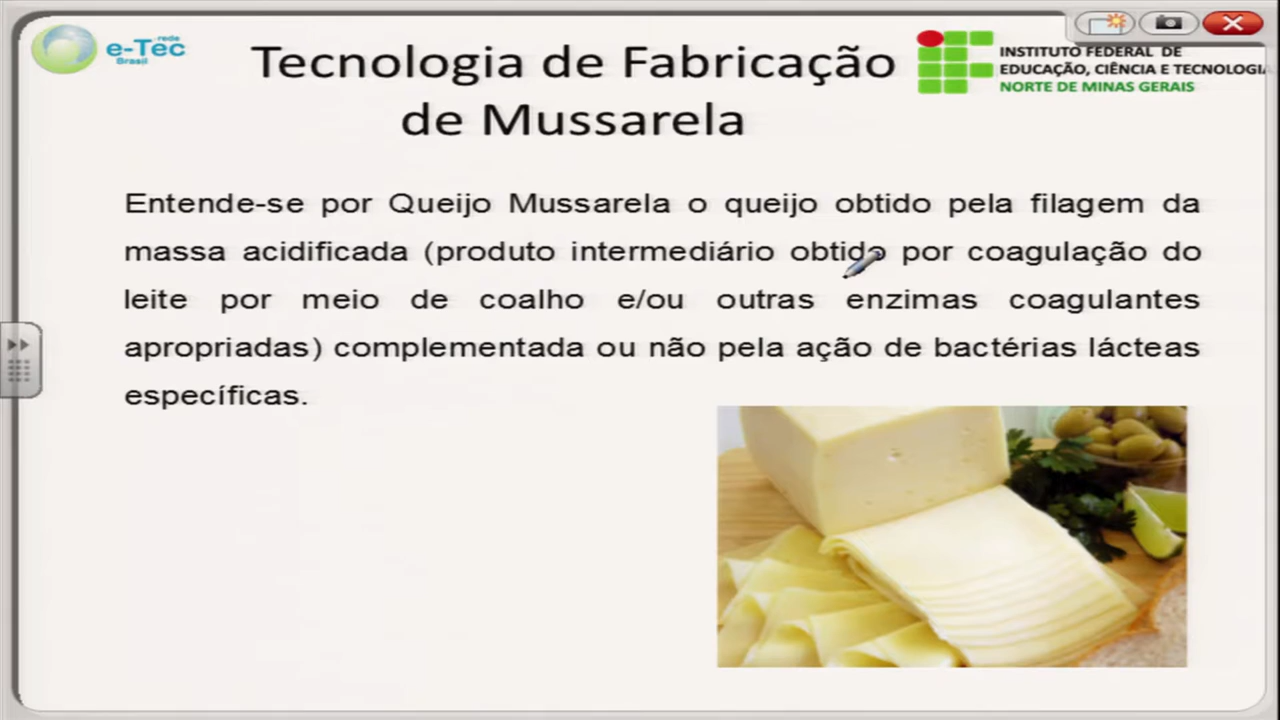 e-Tec
rede
Brasil
Tecnologia de Fabricação
de Mussarela
INSTITUTO FEDERAL DE
EDUCAÇÃO, CIÊNCIA E TECNOLOGIA
NORTE DE MINAS GERAIS
Entende-se por Queijo Mussarela o queijo obtido pela filagem da
massa acidificada (produto intermediário obtido por coagulação do
leite por meio de coalho e/ou outras enzimas coagulantes
apropriadas) complementada ou não pela ação de bactérias lácteas
específicas.